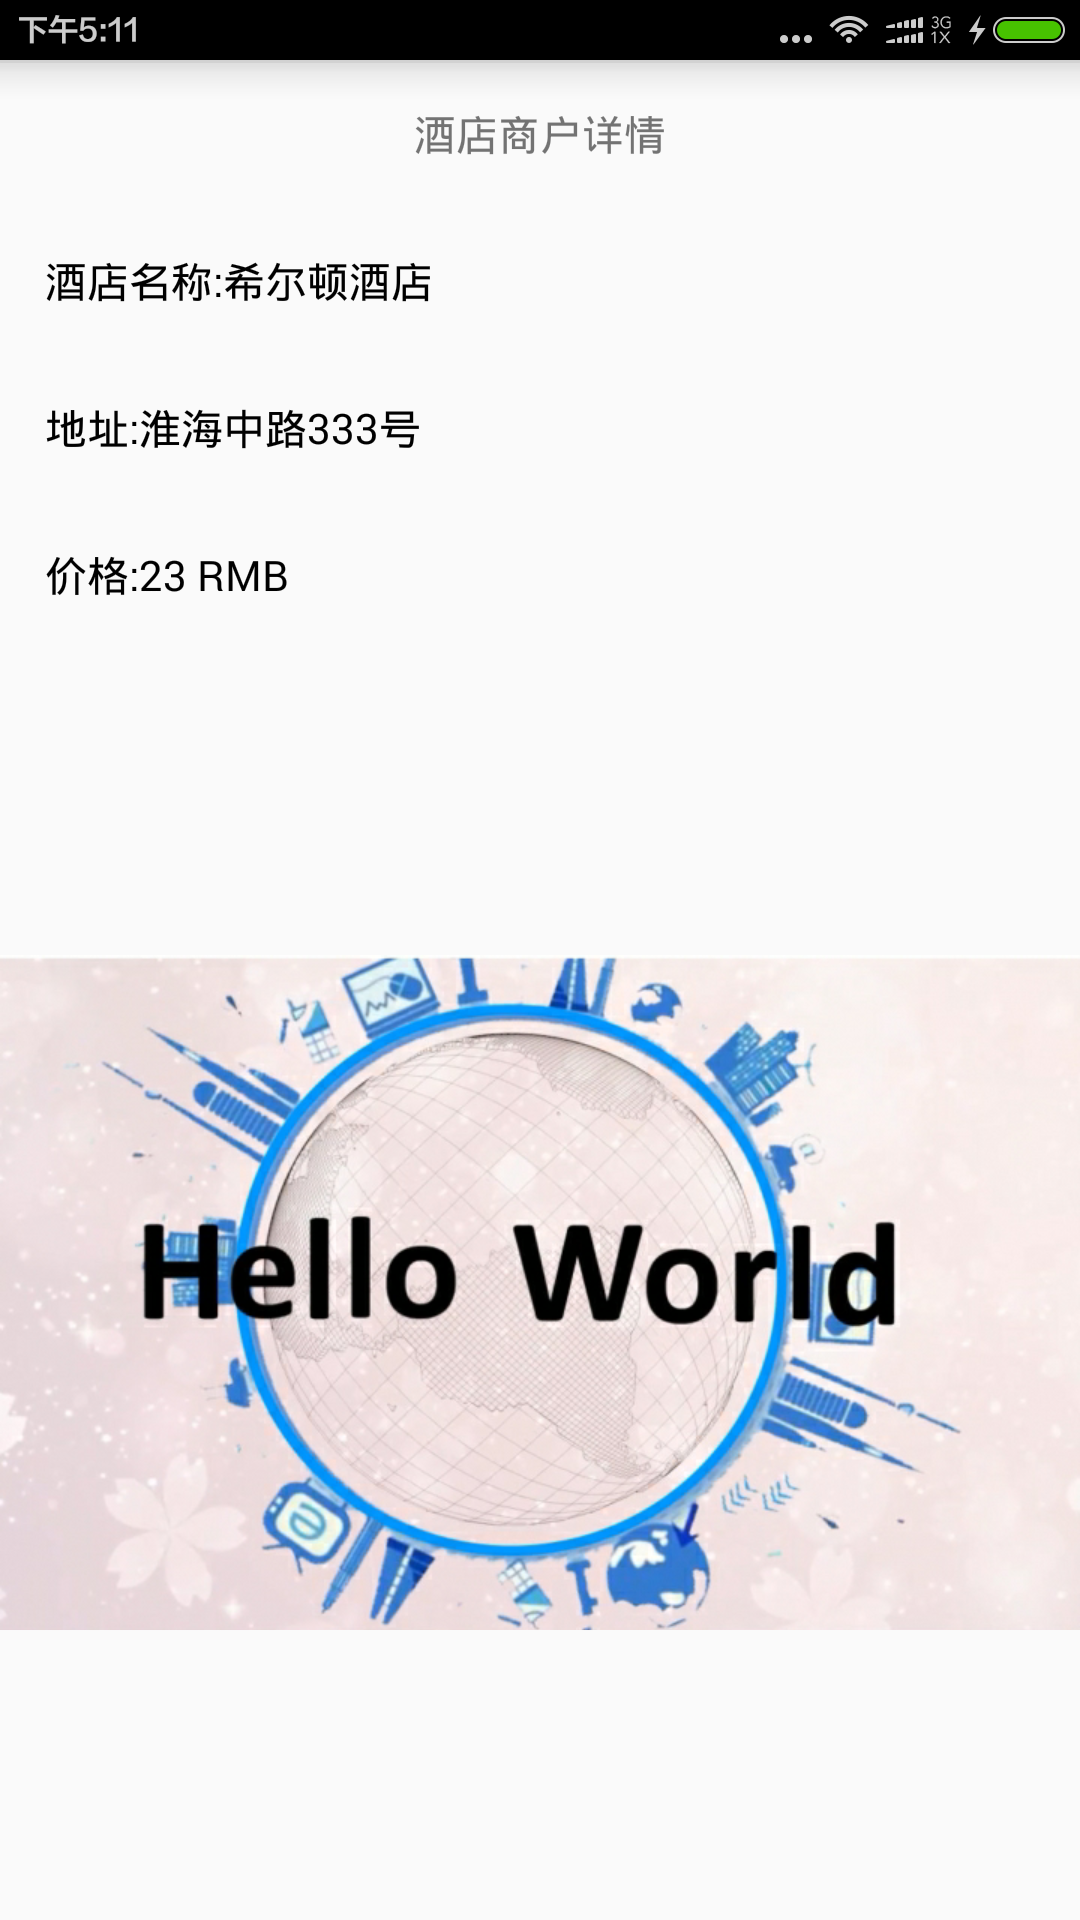 下午5:11
3G
1X
酒店商户详情
酒店名称:希尔顿酒店
地址:淮海中路333号
价格:23 RMB
Hello World